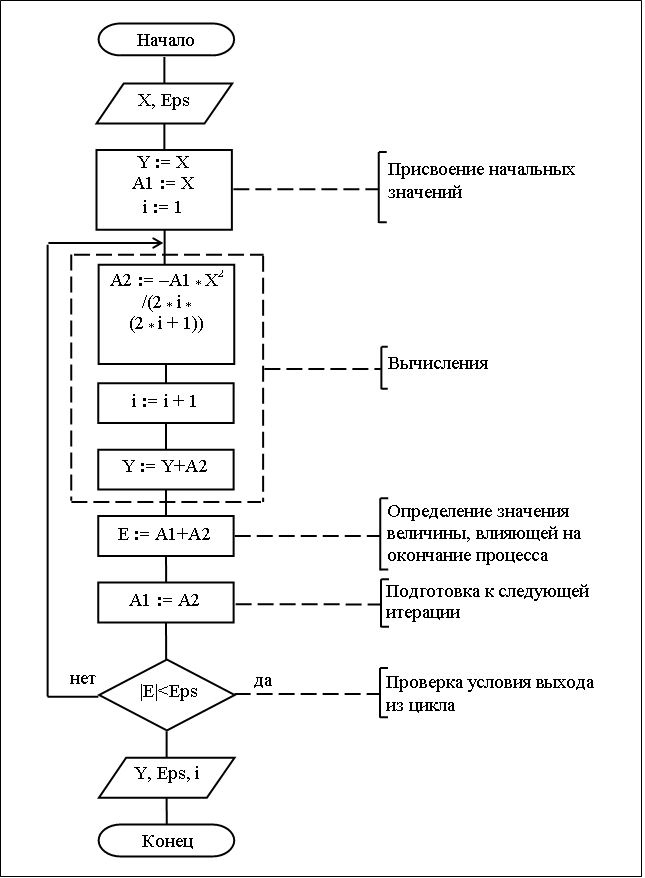 Начало
X, Eps
Y := X
A1 := X
i := 1
Присвоение начальных
значений
A2 := –A1 * X²
/(2 * i *
(2 * i + 1))
Вычисления
i := i + 1
Y := Y+A2
E := A1+A2
Определение значения
величины, влияющей на
окончание процесса
A1 := A2
Подготовка к следующей
итерации
нет
|E|<Eps
да
Проверка условия выхода
из цикла
Y, Eps, i
Конец